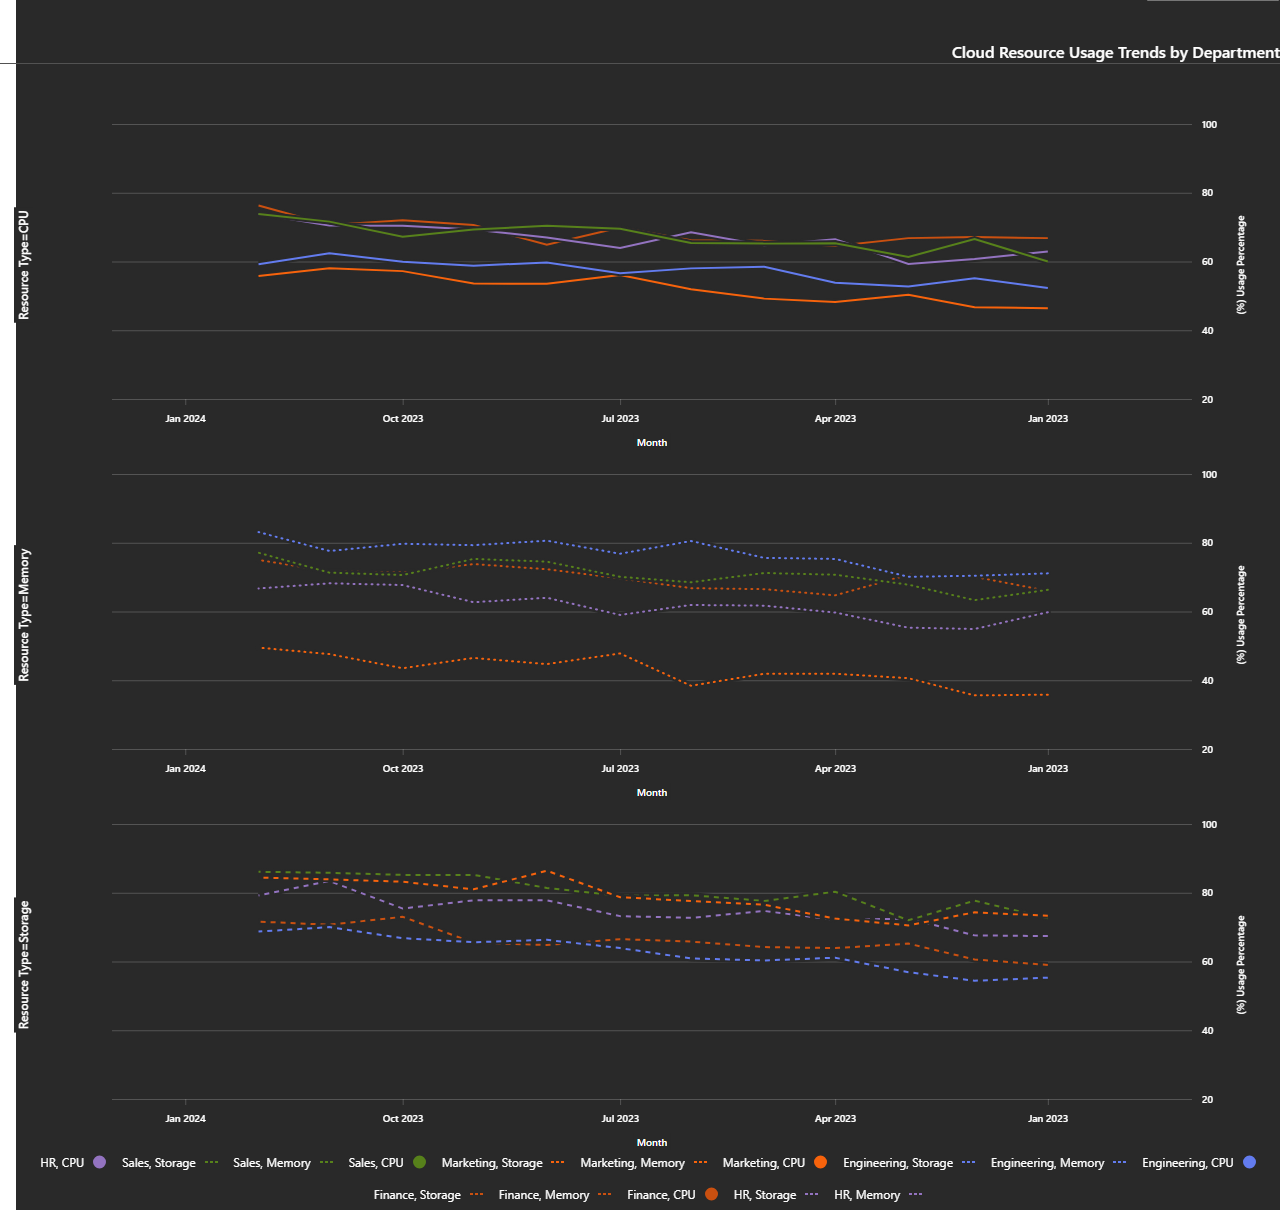 Cloud Resource Usage Trends by Department
Resource Type=CPU
100
80
60
40
20
(%) Usage Percentage
Jan 2024 Oct 2023 Jul 2023 Apr 2023 Jan 2023
Month
Resource Type=Memory
100
80
60
40
20
(%) Usage Percentage
Jan 2024 Oct 2023 Jul 2023 Apr 2023 Jan 2023
Month
Resource Type=Storage
100
80
60
40
20
(%) Usage Percentage
Jan 2024 Oct 2023 Jul 2023 Apr 2023 Jan 2023
Month
HR, CPU Sales, Storage Sales, Memory Sales, CPU Marketing, Storage Marketing, Memory Marketing, CPU Engineering, Storage Engineering, Memory Engineering, CPU
Finance, Storage Finance, Memory Finance, CPU HR, Storage HR, Memory